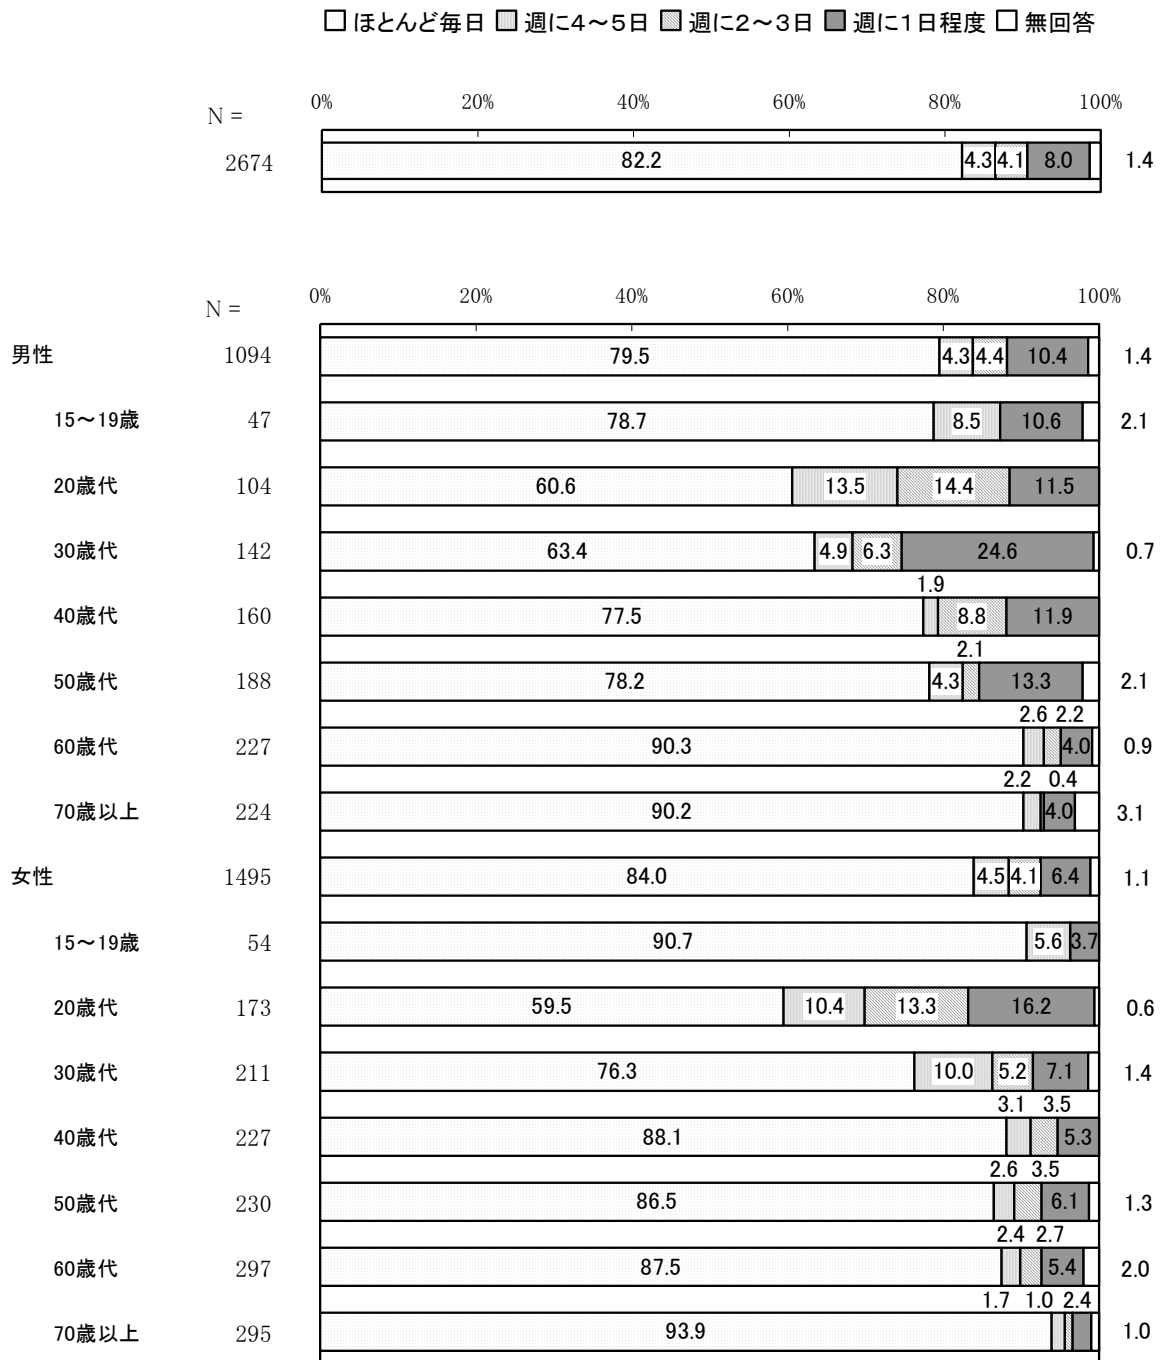 ほとんど毎日 週に4～5日 週に2～3日 週に1日程度 無回答
0% 20% 40% 60% 80% 100%
N =
2674 82.2 4.3 4.1 8.0 1.4
0% 20% 40% 60% 80% 100%
N =
男性 1094 79.5 4.3 4.4 10.4 1.4
15～19歳 47 78.7 8.5 10.6 2.1
20歳代 104 60.6 13.5 14.4 11.5
30歳代 142 63.4 4.9 6.3 24.6 0.7
1.9
40歳代 160 77.5 8.8 11.9
2.1
50歳代 188 78.2 4.3 13.3 2.1
2.6 2.2
60歳代 227 90.3 4.0 0.9
2.2 0.4
70歳以上 224 90.2 4.0 3.1
女性 1495 84.0 4.5 4.1 6.4 1.1
15～19歳 54 90.7 5.6 3.7
20歳代 173 59.5 10.4 13.3 16.2 0.6
30歳代 211 76.3 10.0 5.2 7.1 1.4
3.1 3.5
40歳代 227 88.1 5.3
2.6 3.5
50歳代 230 86.5 6.1 1.3
2.4 2.7
60歳代 297 87.5 5.4 2.0
1.7 1.0 2.4
70歳以上 295 93.9 1.0